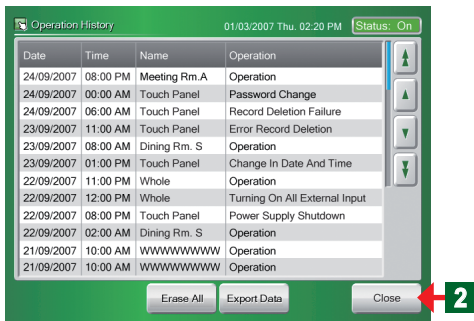 Operation History 01/03/2007 Thu. 02:20 PM Status: On
Date Time Name Operation
24/09/2007 08:00 PM Meeting Rm.A Operation
24/09/2007 00:00 AM Touch Panel Password Change
24/09/2007 06:00 AM Touch Panel Record Deletion Failure
23/09/2007 11:00 AM Touch Panel Error Record Deletion
23/09/2007 08:00 AM Dining Rm. S Operation
23/09/2007 01:00 PM Touch Panel Change In Date And Time
22/09/2007 11:00 PM Whole Operation
22/09/2007 12:00 PM Whole Turning On All External Input
22/09/2007 08:00 PM Touch Panel Power Supply Shutdown
22/09/2007 02:00 AM Dining Rm. S Operation
21/09/2007 10:00 AM WWWWWWWW Operation
21/09/2007 10:00 AM WWWWWWWW Operation
Erase All Export Data Close 2